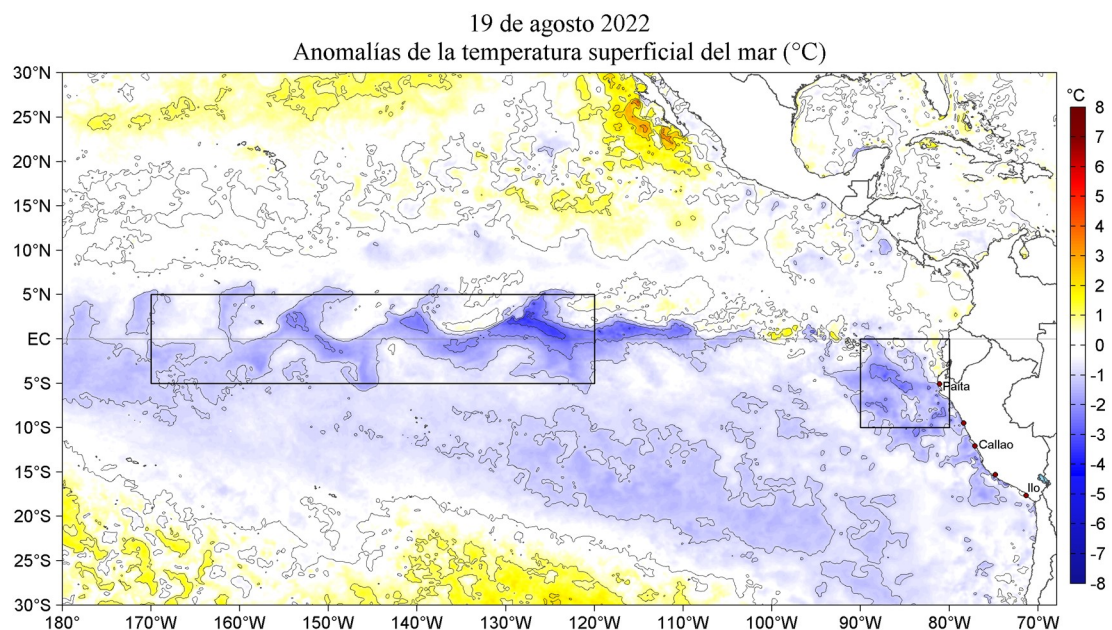 19 de agosto 2022
Anomalías de la temperatura superficial del mar (°C)
30°N
25°N
20°N
15°N
10°N
5°N
EC
5°S
10°S
15°S
20°S
25°S
30°S
180°W
170°W
160°W
150°W
140°W
130°W
120°W
110°W
100°W
90°W
80°W
70°W
Paita
Callao
Ilo
°C
8
7
6
5
4
3
2
1
0
-1
-2
-3
-4
-5
-6
-7
-8